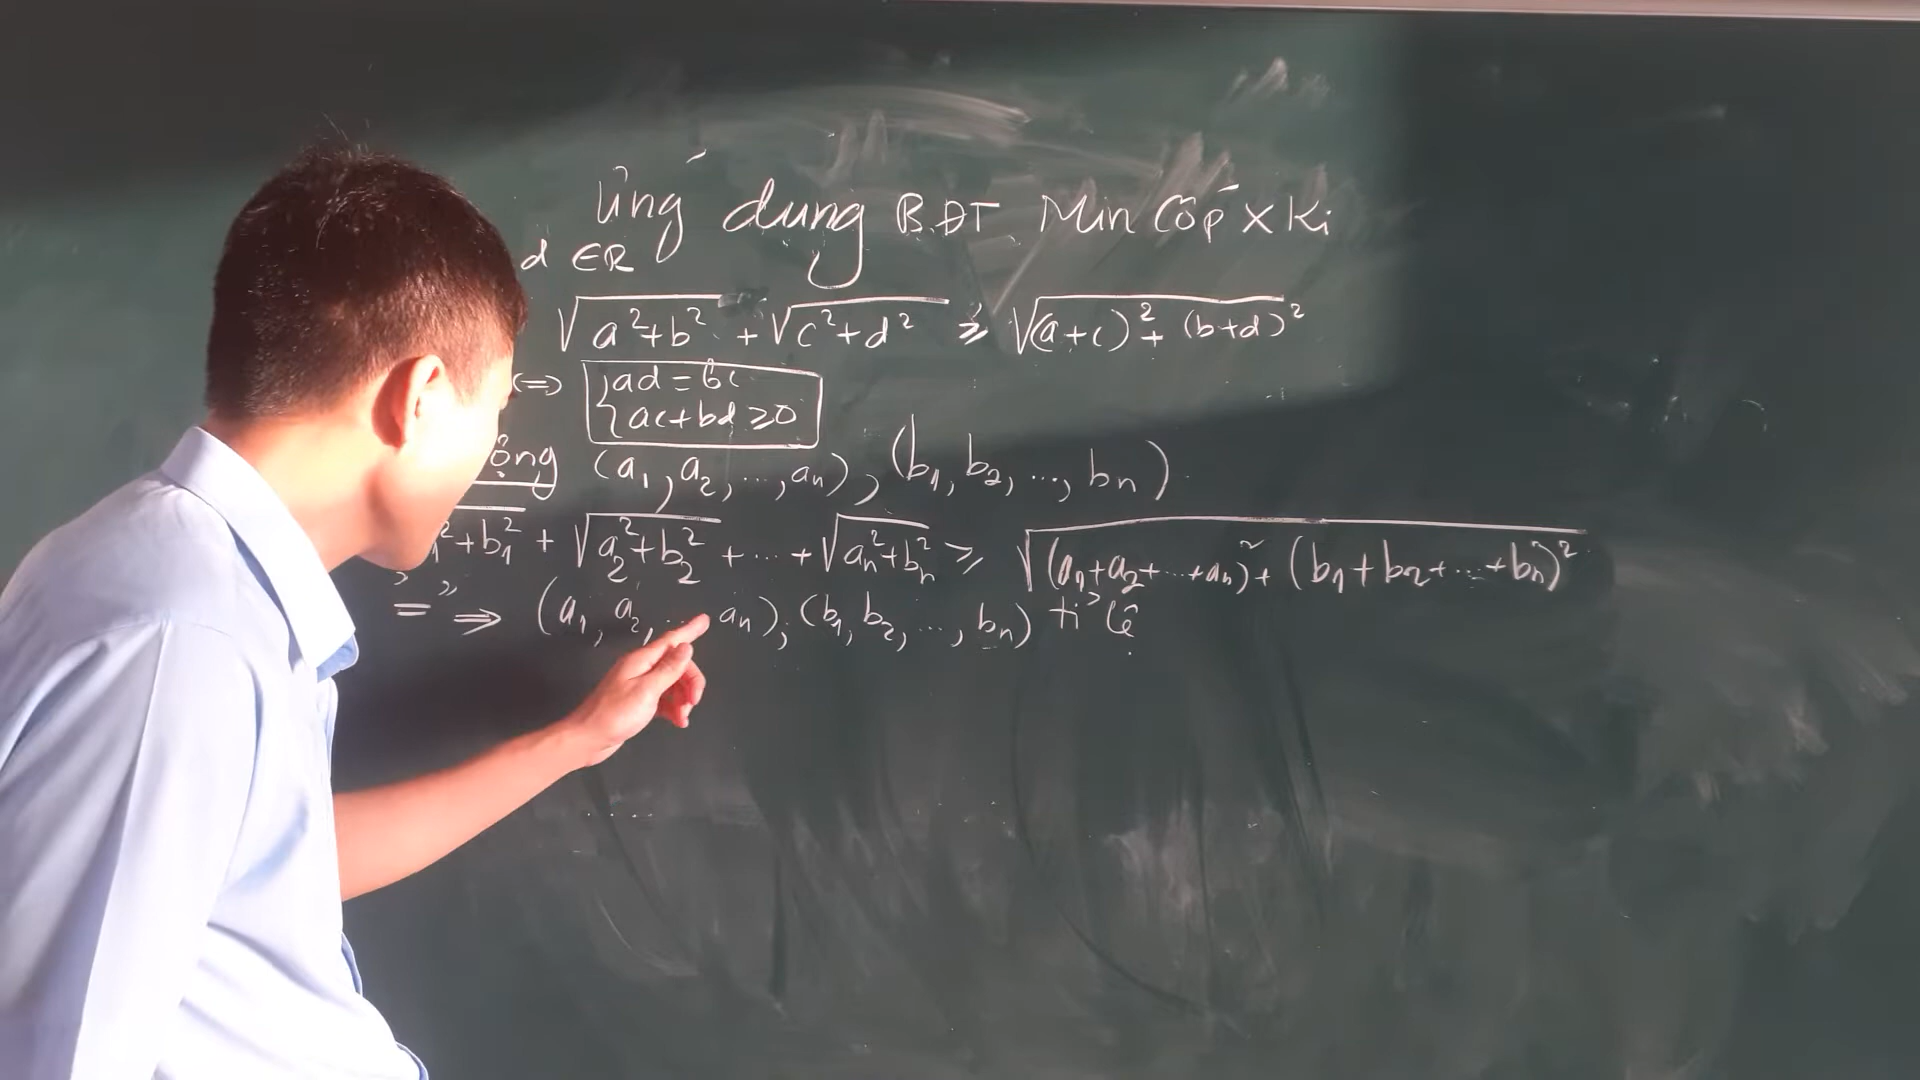 Ứng dụng BĐT Min Cốp x Ki
d ∈ R
√(a²+b²) + √(c²+d²) ≥ √((a+c)² + (b+d)²)
⇔ { ad = bc
ac+bd ≥ 0
ộng (a₁, a₂, ..., aₙ), (b₁, b₂, ..., bₙ).
₁²+b₁² + √(a₂²+b₂²) + ... + √(aₙ²+bₙ²) ≥ √((a₁+a₂+...+aₙ)² + (b₁+b₂+...+bₙ)²)
"=" ⇒ (a₁, a₂, ... aₙ), (b₁, b₂, ..., bₙ) tỉ lệ